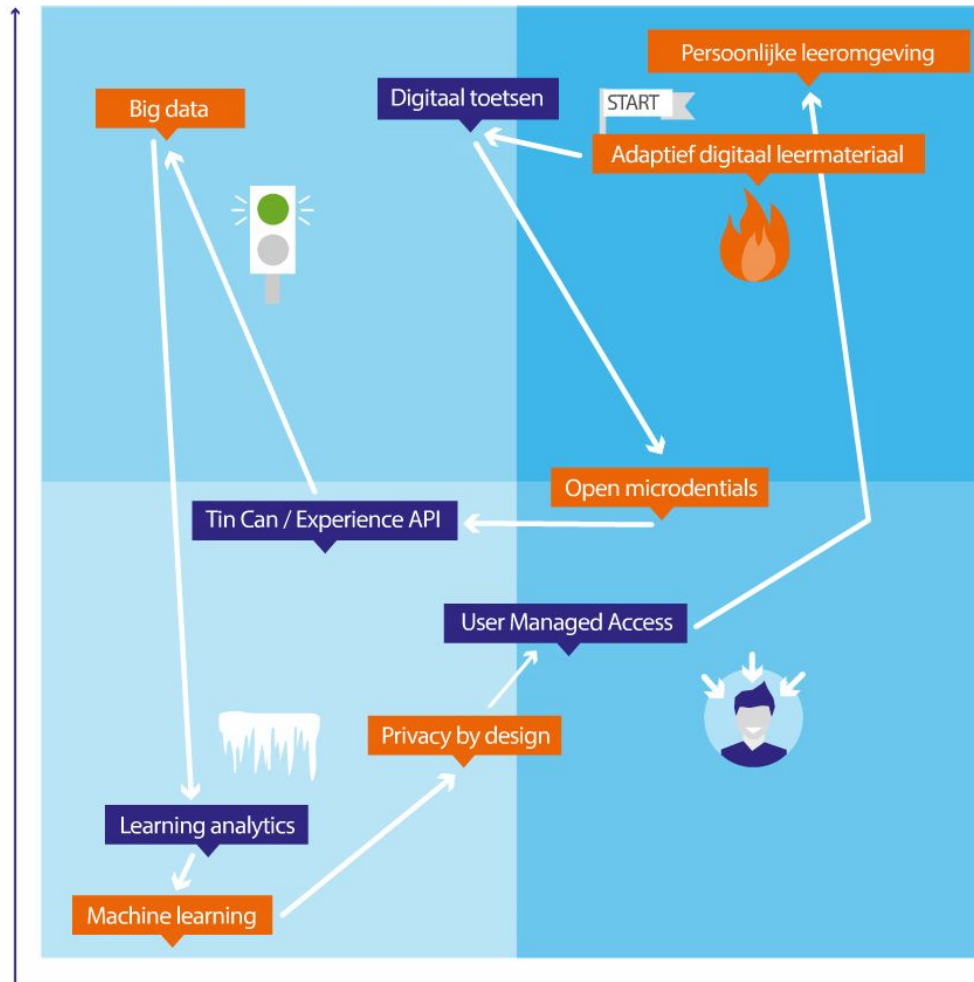 Persoonlijke leeromgeving
Big data
Digitaal toetsen
START
Adaptief digitaal leermateriaal
Open microdentials
Tin Can / Experience API
User Managed Access
Privacy by design
Learning analytics
Machine learning